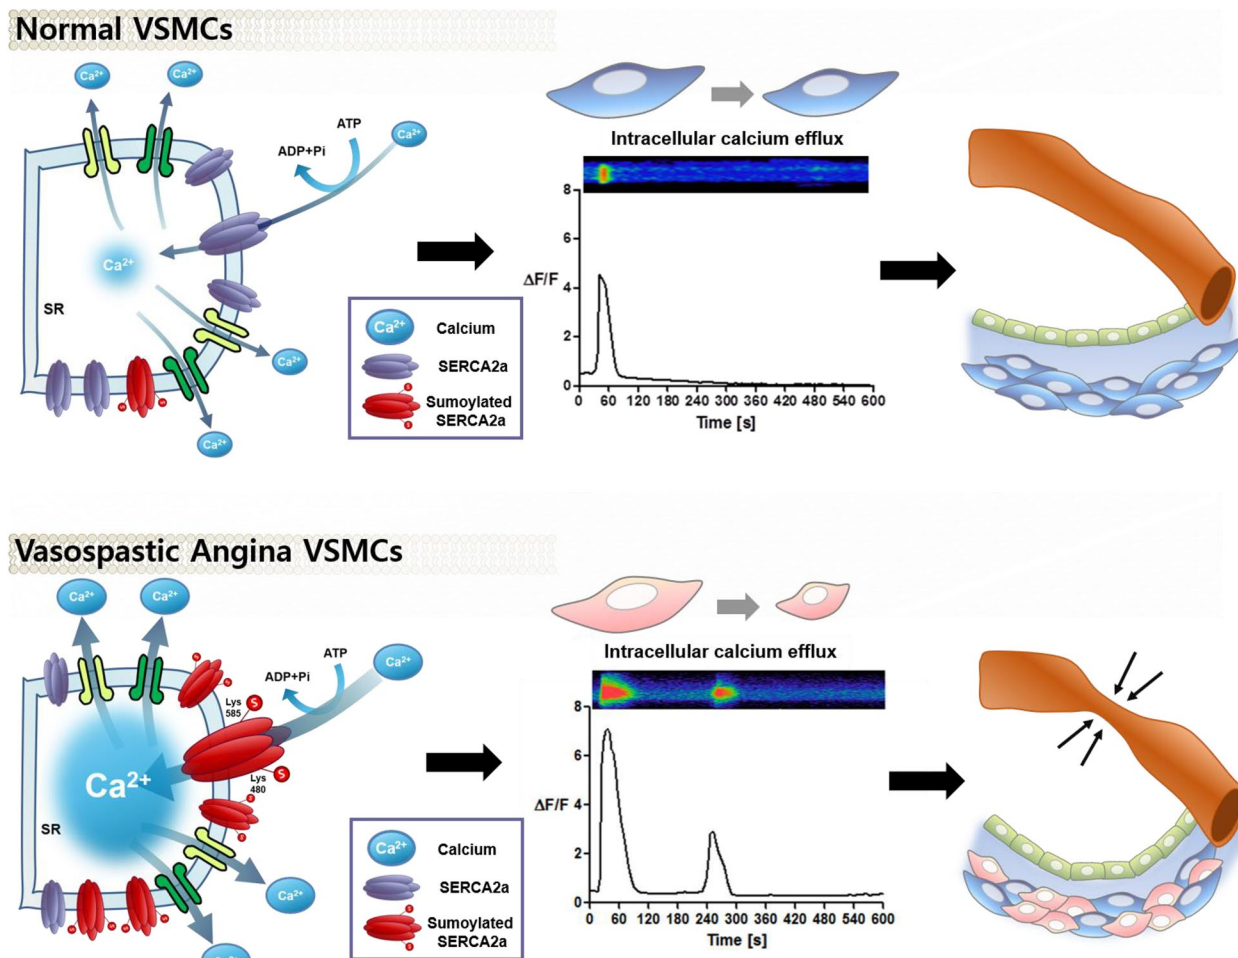 Normal VSMCs
Ca²⁺
Ca²⁺
ATP
Ca²⁺
ADP+Pi
Ca²⁺
SR
Ca²⁺
Ca²⁺
S
S
Ca²⁺ Calcium
SERCA2a
S
Sumoylated
SERCA2a
S
Intracellular calcium efflux
8
6
ΔF/F
4
2
0
0 60 120 180 240 300 360 420 480 540 600
Time [s]
Vasospastic Angina VSMCs
Ca²⁺
Ca²⁺
ATP
Ca²⁺
ADP+Pi
S
S
Lys
585
S
Ca²⁺
S
Lys
480
S
S
SR
Ca²⁺
S
S
S
S
Ca²⁺
Ca²⁺ Calcium
SERCA2a
S
Sumoylated
SERCA2a
S
Intracellular calcium efflux
8
6
ΔF/F
4
2
0
0 60 120 180 240 300 360 420 480 540 600
Time [s]